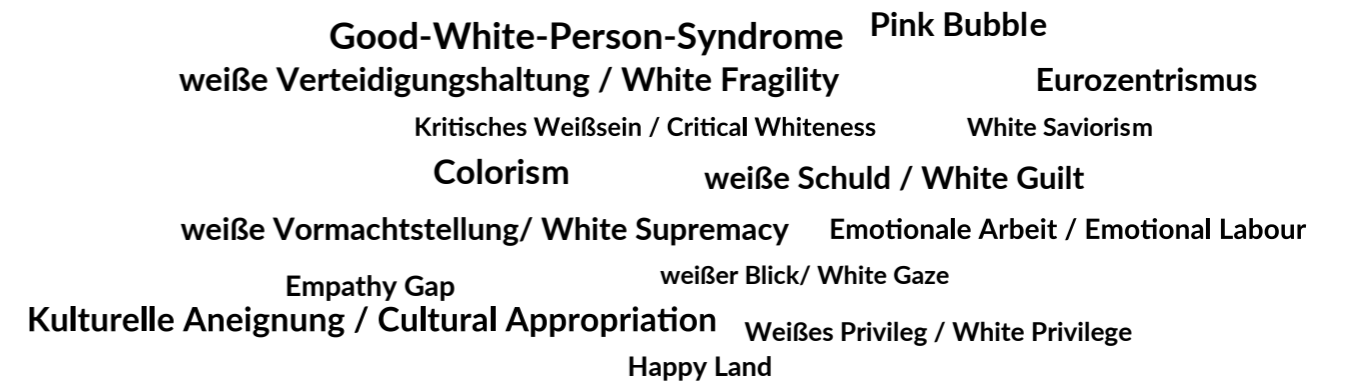 Good-White-Person-Syndrome
Pink Bubble
weiße Verteidigungshaltung / White Fragility
Eurozentrismus
Kritisches Weißsein / Critical Whiteness
White Saviorism
Colorism
weiße Schuld / White Guilt
weiße Vormachtstellung/ White Supremacy
Emotionale Arbeit / Emotional Labour
Empathy Gap
weißer Blick/ White Gaze
Kulturelle Aneignung / Cultural Appropriation
Weißes Privileg / White Privilege
Happy Land